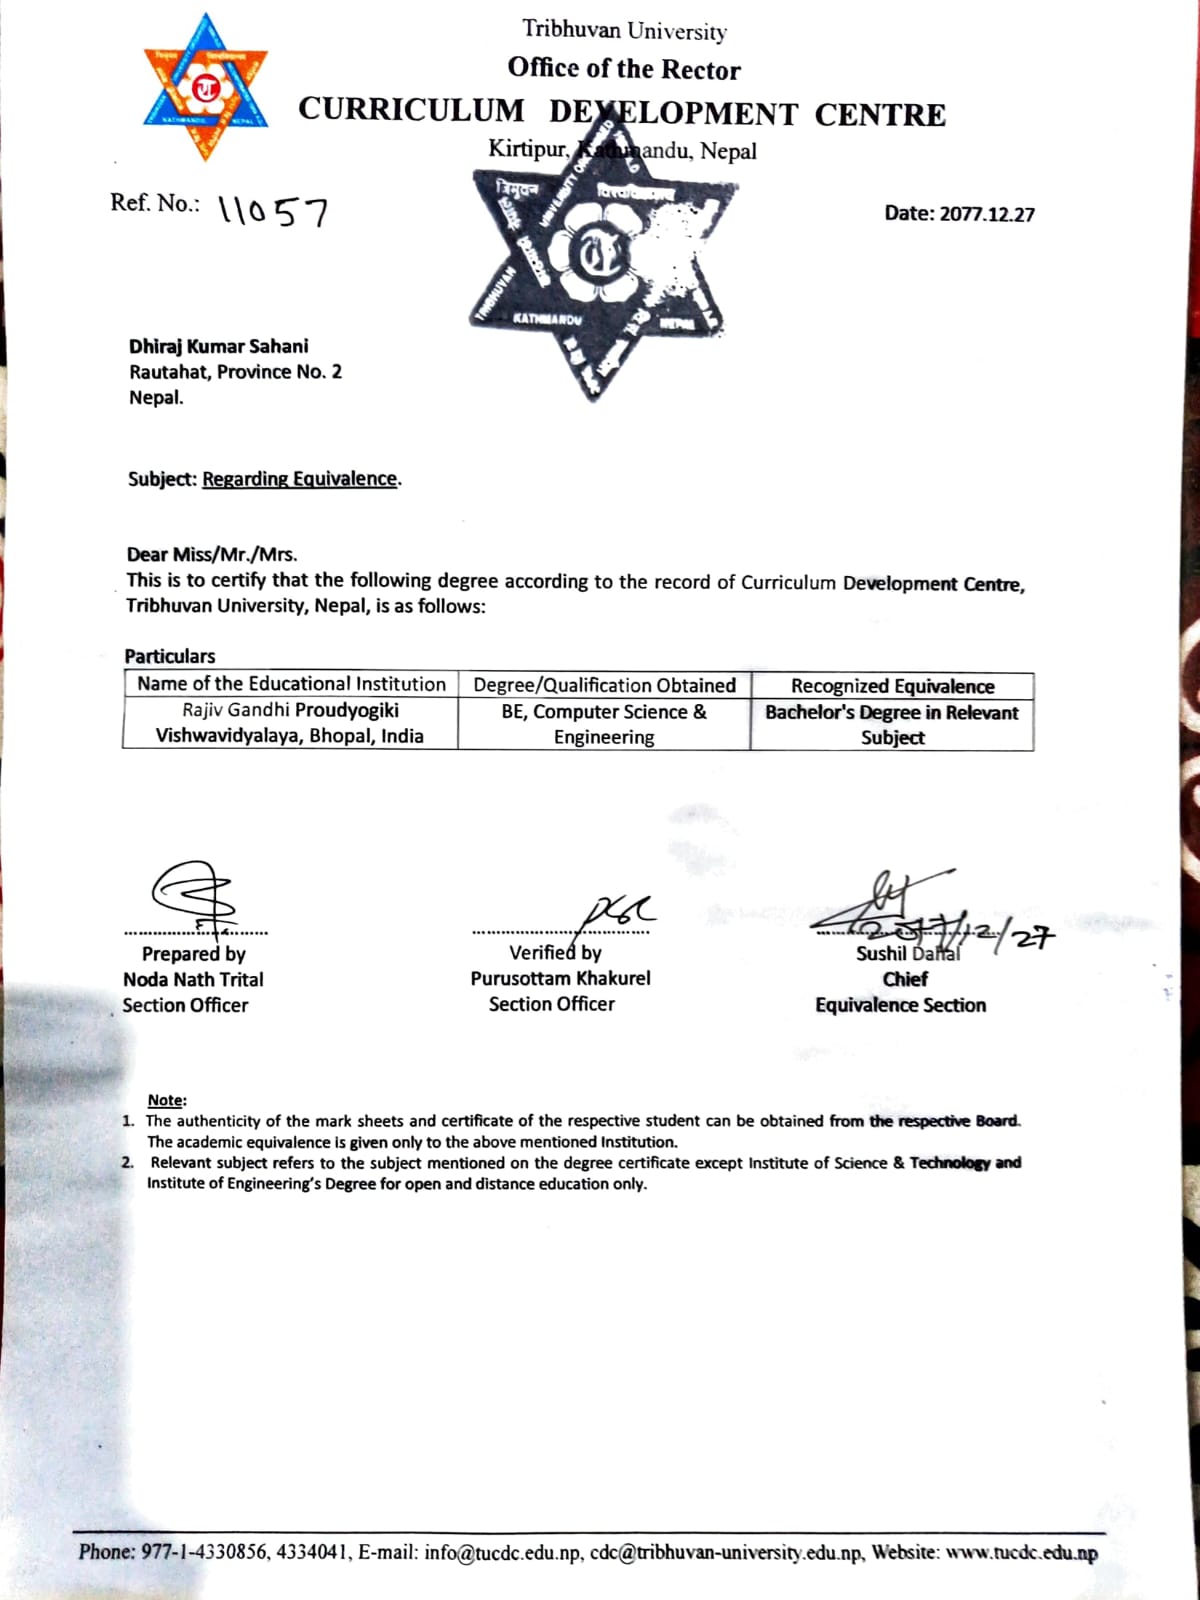 Tribhuvan University
Office of the Rector
CURRICULUM DEVELOPMENT CENTRE
Kirtipur, Kathmandu, Nepal
Ref. No.: 11057
Date: 2077.12.27
त्रिभुवन
विश्वविद्यालय
TRIBHUVAN
KATHMANDU
NEPAL
Dhiraj Kumar Sahani
Rautahat, Province No. 2
Nepal.
Subject: Regarding Equivalence.
Dear Miss/Mr./Mrs.
This is to certify that the following degree according to the record of Curriculum Development Centre,
Tribhuvan University, Nepal, is as follows:
Particulars
Name of the Educational Institution Degree/Qualification Obtained Recognized Equivalence
Rajiv Gandhi Proudyogiki BE, Computer Science & Bachelor's Degree in Relevant
Vishwavidyalaya, Bhopal, India Engineering Subject
2077/12/27
Prepared by Verified by Sushil Dahal
Noda Nath Trital Purusottam Khakurel Chief
Section Officer Section Officer Equivalence Section
Note:
1. The authenticity of the mark sheets and certificate of the respective student can be obtained from the respective Board.
The academic equivalence is given only to the above mentioned Institution.
2. Relevant subject refers to the subject mentioned on the degree certificate except Institute of Science & Technology and
Institute of Engineering's Degree for open and distance education only.
Phone: 977-1-4330856, 4334041, E-mail: info@tucdc.edu.np, cdc@tribhuvan-university.edu.np, Website: www.tucdc.edu.np